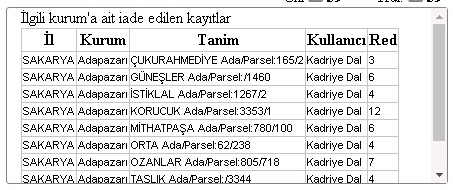 İlgili kurum'a ait iade edilen kayıtlar
İl Kurum Tanim Kullanıcı Red
SAKARYA Adapazarı ÇUKURAHMEDİYE Ada/Parsel:165/2 Kadriye Dal 3
SAKARYA Adapazarı GÜNEŞLER Ada/Parsel:/1460 Kadriye Dal 6
SAKARYA Adapazarı İSTİKLAL Ada/Parsel:1267/2 Kadriye Dal 4
SAKARYA Adapazarı KORUCUK Ada/Parsel:3353/1 Kadriye Dal 12
SAKARYA Adapazarı MİTHATPAŞA Ada/Parsel:780/100 Kadriye Dal 6
SAKARYA Adapazarı ORTA Ada/Parsel:62/238 Kadriye Dal 4
SAKARYA Adapazarı OZANLAR Ada/Parsel:805/718 Kadriye Dal 7
SAKARYA Adapazarı TAŞLIK Ada/Parsel:/3344 Kadriye Dal 4